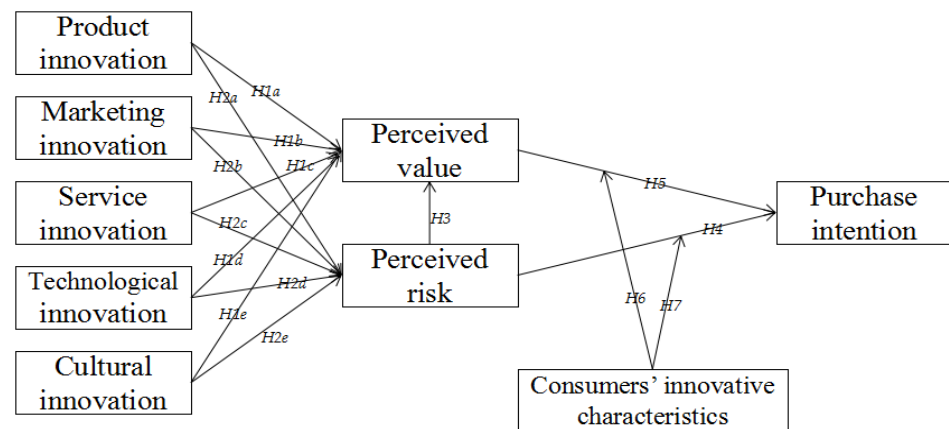 Product
innovation
Marketing
innovation
Service
innovation
Technological
innovation
Cultural
innovation
H1a
H2a
H1b
H2b
H1c
H2c
H1d
H2d
H1e
H2e
Perceived
value
H3
Perceived
risk
H5
H4
H6
H7
Purchase
intention
Consumers’ innovative
characteristics